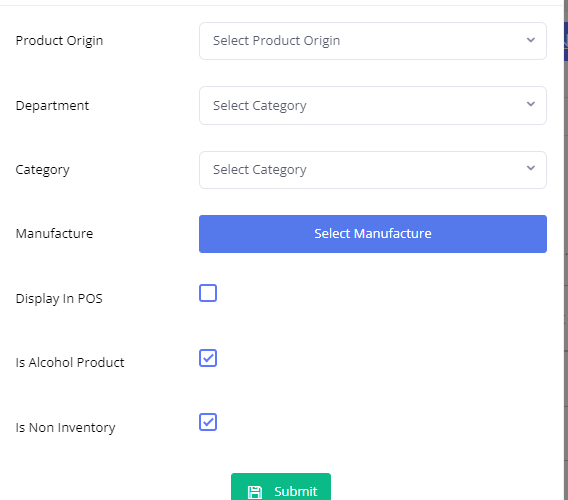 Product Origin Select Product Origin
Department Select Category
Category Select Category
Manufacture Select Manufacture
Display In POS
Is Alcohol Product
Is Non Inventory
Submit